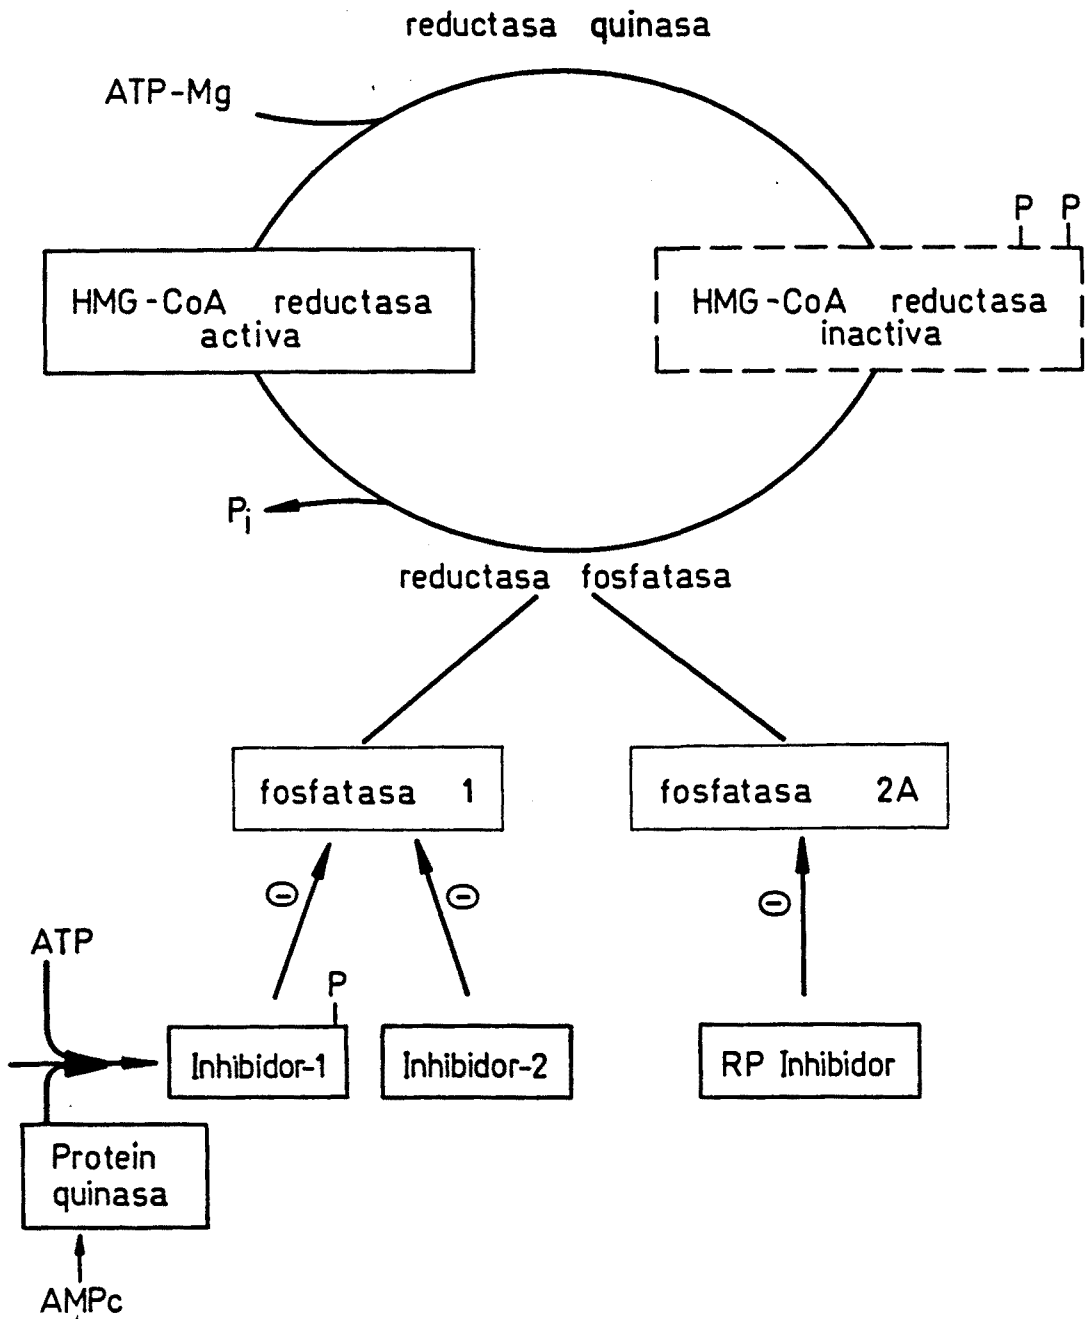 reductasa quinasa
ATP-Mg
P P
HMG-CoA reductasa
activa
HMG-CoA reductasa
inactiva
Pi
reductasa fosfatasa
fosfatasa 1
fosfatasa 2A
⊖
⊖
⊖
ATP
P
Inhibidor-1
Inhibidor-2
RP Inhibidor
Protein
quinasa
AMPc